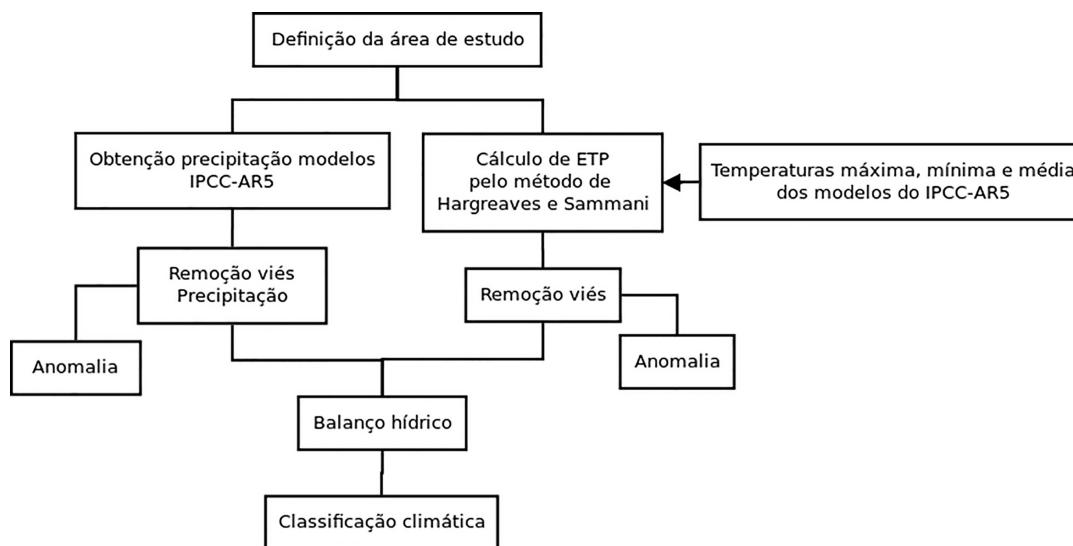 Definição da área de estudo
Obtenção precipitação modelos
IPCC-AR5
Cálculo de ETP
pelo método de
Hargreaves e Sammani
Temperaturas máxima, mínima e média
dos modelos do IPCC-AR5
Remoção viés
Precipitação
Remoção viés
Anomalia
Anomalia
Balanço hídrico
Classificação climática